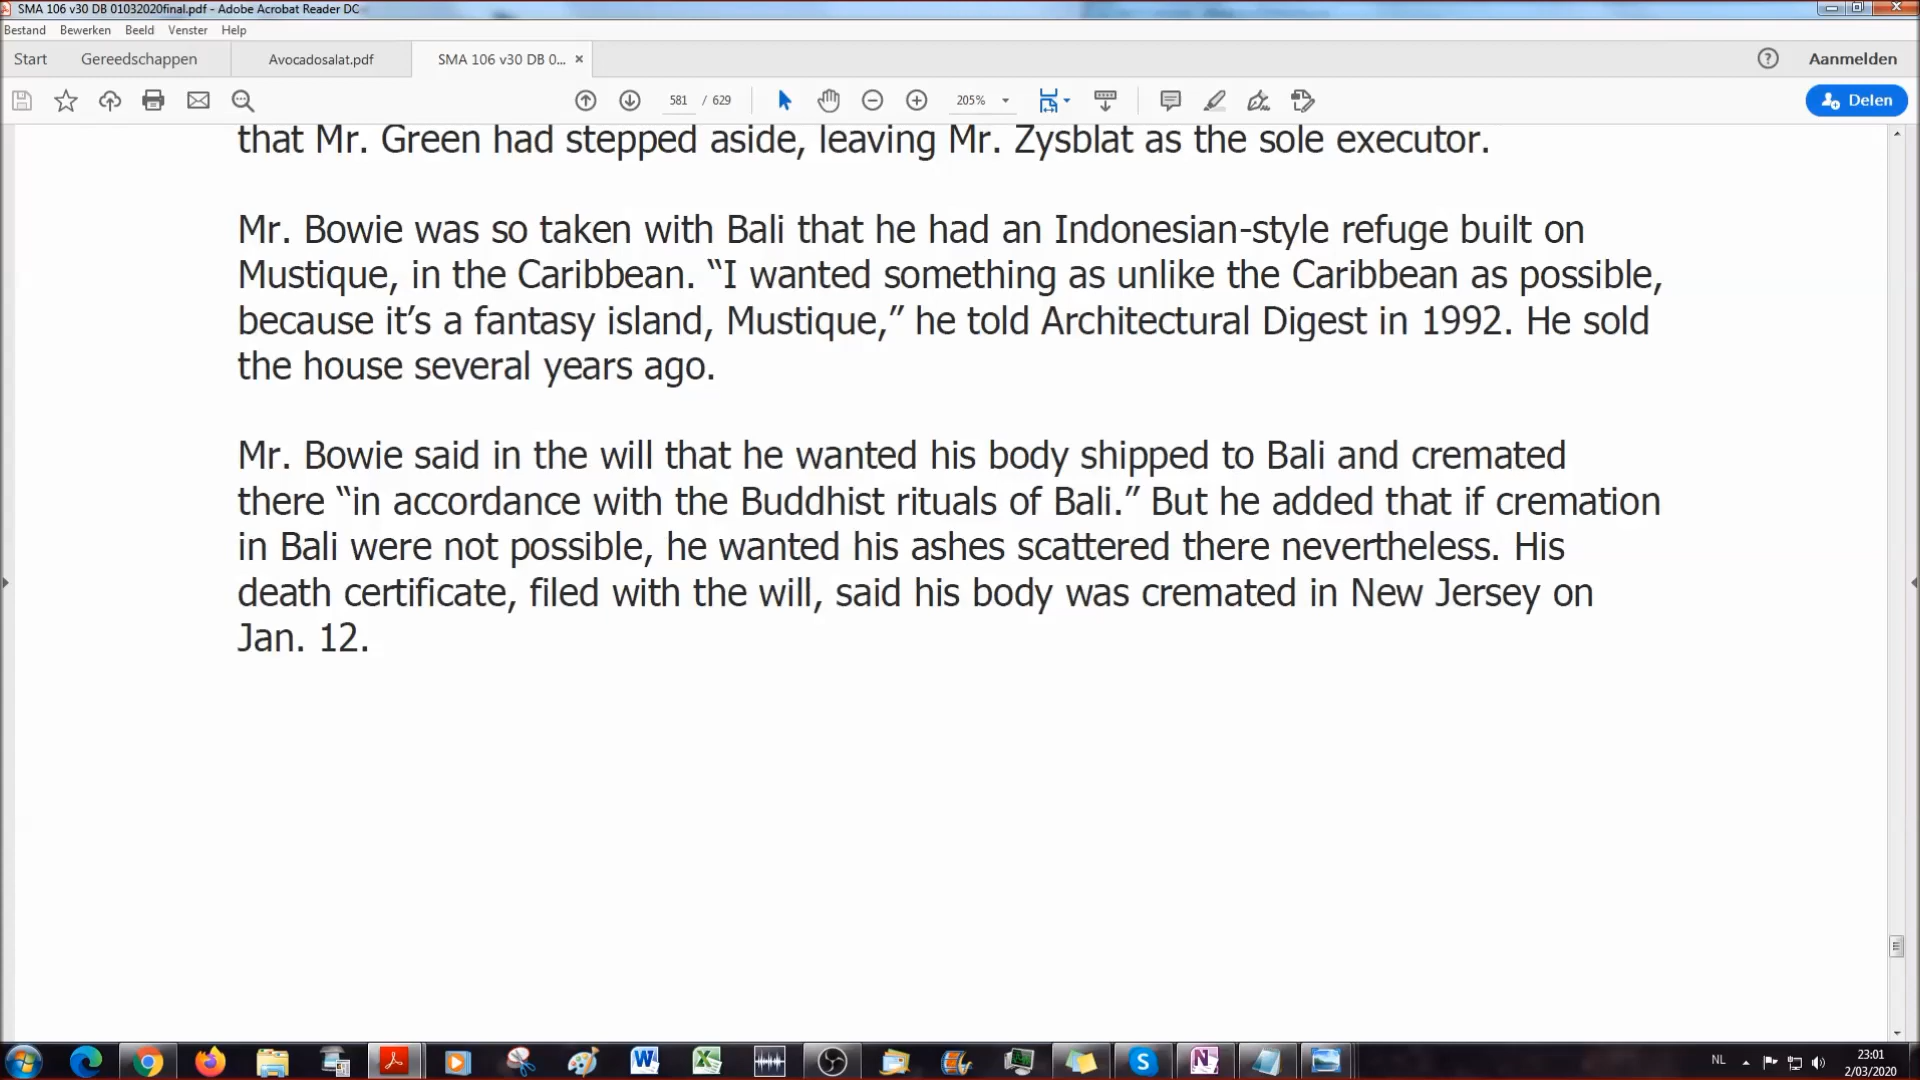 SMA 106 v30 DB 01032020final.pdf - Adobe Acrobat Reader DC
Bestand Bewerken Beeld Venster Help
Start Gereedschappen Avocadosalat.pdf SMA 106 v30 DB 0... Aanmelden
581 / 629 205% Delen
that Mr. Green had stepped aside, leaving Mr. Zysblat as the sole executor.
Mr. Bowie was so taken with Bali that he had an Indonesian-style refuge built on
Mustique, in the Caribbean. “I wanted something as unlike the Caribbean as possible,
because it’s a fantasy island, Mustique,” he told Architectural Digest in 1992. He sold
the house several years ago.
Mr. Bowie said in the will that he wanted his body shipped to Bali and cremated
there “in accordance with the Buddhist rituals of Bali.” But he added that if cremation
in Bali were not possible, he wanted his ashes scattered there nevertheless. His
death certificate, filed with the will, said his body was cremated in New Jersey on
Jan. 12.
NL 23:01
2/03/2020